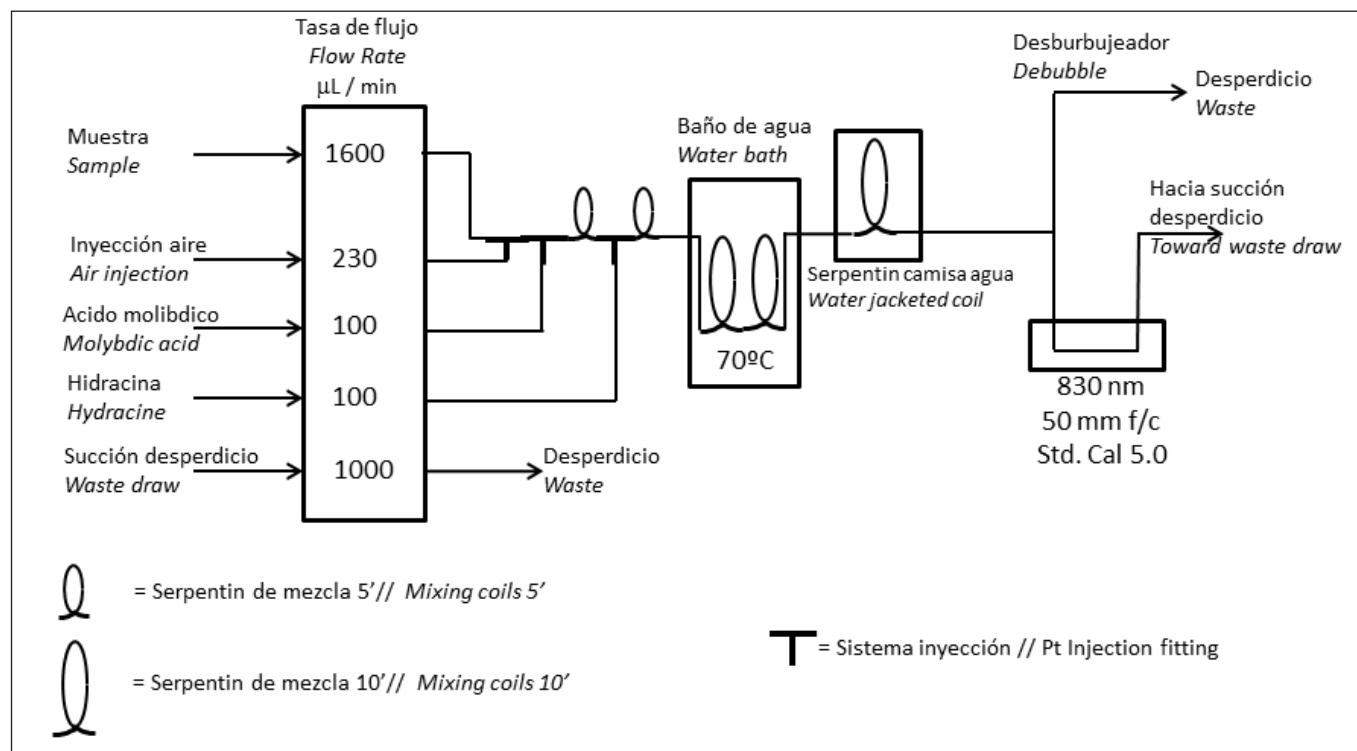 Tasa de flujo
Flow Rate
µL / min
Muestra
Sample
1600
Inyección aire
Air injection
230
Acido molibdico
Molybdic acid
100
Hidracina
Hydracine
100
Succión desperdicio
Waste draw
1000
Desperdicio
Waste
Baño de agua
Water bath
70ºC
Serpentin camisa agua
Water jacketed coil
Desburbujeador
Debubble
Desperdicio
Waste
Hacia succión
desperdicio
Toward waste draw
830 nm
50 mm f/c
Std. Cal 5.0
= Serpentin de mezcla 5’// Mixing coils 5’
= Serpentin de mezcla 10’// Mixing coils 10’
= Sistema inyección // Pt Injection fitting